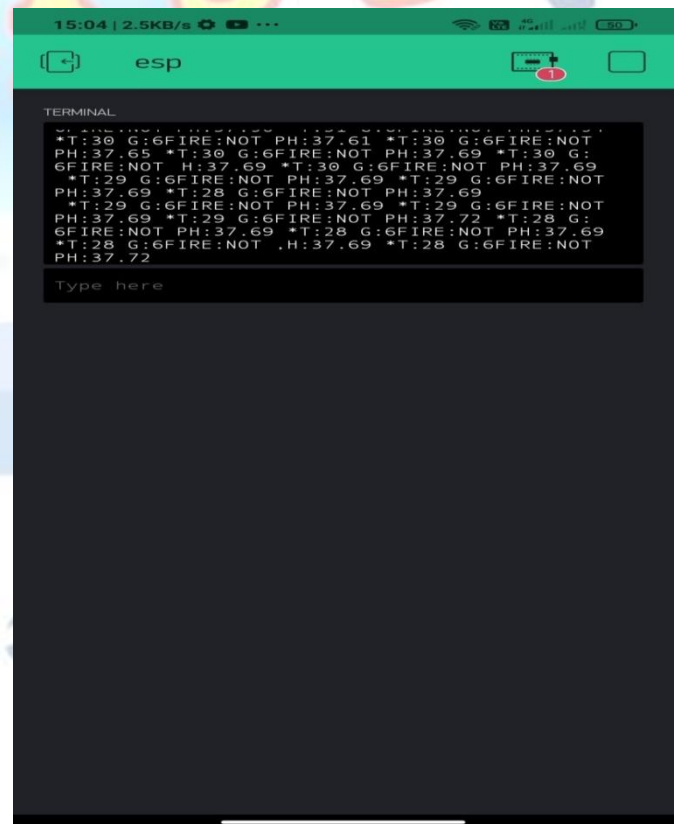 15:04 | 2.5KB/s
4G
50
esp
1
TERMINAL
*T:30 G:6FIRE:NOT PH:37.61 *T:30 G:6FIRE:NOT
PH:37.65 *T:30 G:6FIRE:NOT PH:37.69 *T:30 G:
6FIRE:NOT H:37.69 *T:30 G:6FIRE:NOT PH:37.69
*T:29 G:6FIRE:NOT PH:37.69 *T:29 G:6FIRE:NOT
PH:37.69 *T:28 G:6FIRE:NOT PH:37.69
*T:29 G:6FIRE:NOT PH:37.69 *T:29 G:6FIRE:NOT
PH:37.69 *T:29 G:6FIRE:NOT PH:37.72 *T:28 G:
6FIRE:NOT PH:37.69 *T:28 G:6FIRE:NOT PH:37.69
*T:28 G:6FIRE:NOT ,H:37.69 *T:28 G:6FIRE:NOT
PH:37.72
Type here